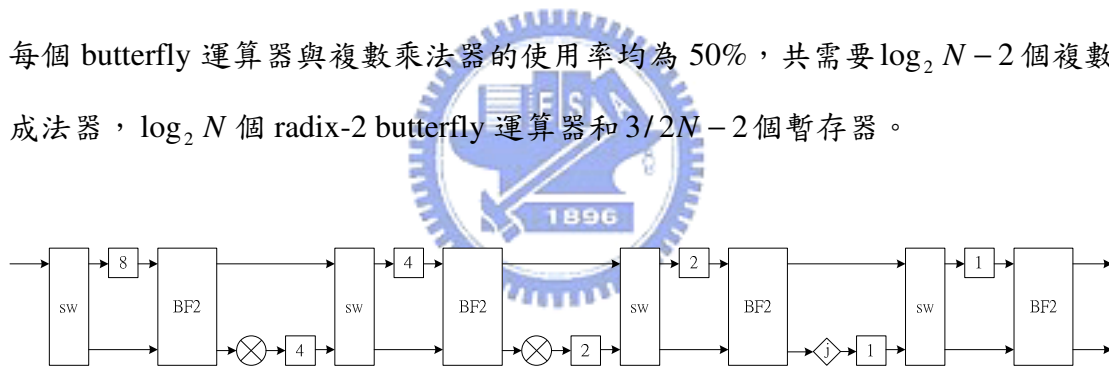 每個 butterfly 運算器與複數乘法器的使用率均為 50%，共需要 log₂ N − 2 個複數
成法器，log₂ N 個 radix-2 butterfly 運算器和 3/2N − 2 個暫存器。
E S A
1896
8 4 2 1
sw BF2 sw BF2 sw BF2 sw BF2
4 2 j 1